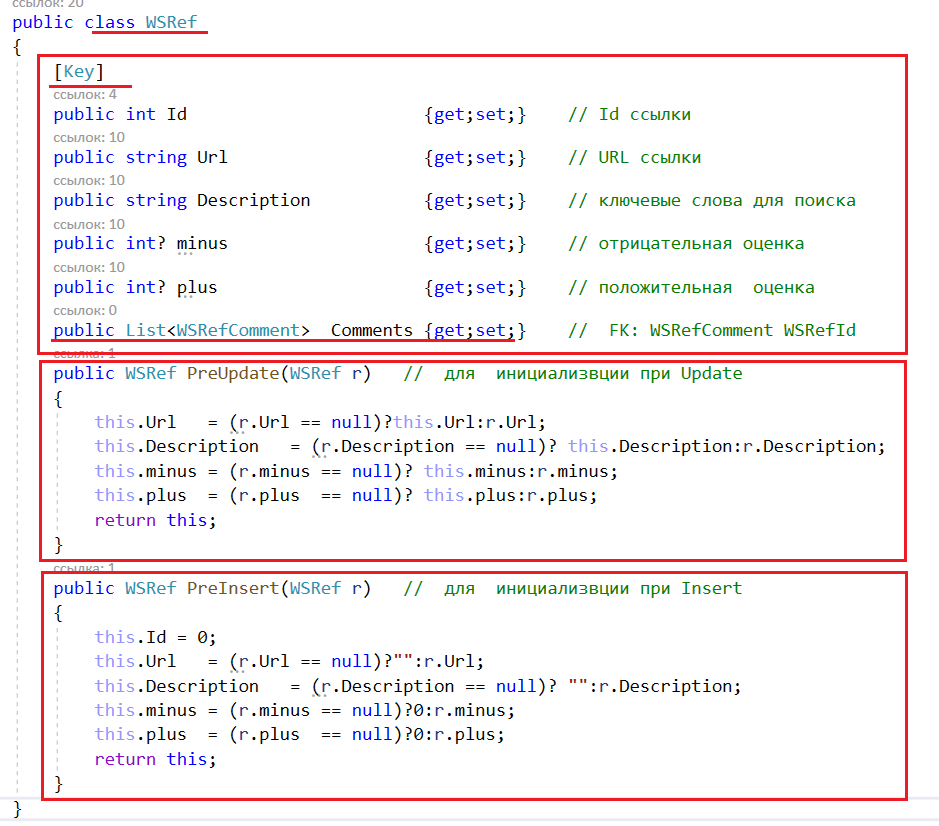 ссылок: 20
public class WSRef
{
[Key]
ссылок: 4
public int Id {get;set;} // Id ссылки
ссылок: 10
public string Url {get;set;} // URL ссылки
ссылок: 10
public string Description {get;set;} // ключевые слова для поиска
ссылок: 10
public int? minus {get;set;} // отрицательная оценка
ссылок: 10
public int? plus {get;set;} // положительная оценка
ссылок: 0
public List<WSRefComment> Comments {get;set;} // FK: WSRefComment WSRefId
ссылка: 1
public WSRef PreUpdate(WSRef r) // для инициализвции при Update
{
this.Url = (r.Url == null)?this.Url:r.Url;
this.Description = (r.Description == null)? this.Description:r.Description;
this.minus = (r.minus == null)? this.minus:r.minus;
this.plus = (r.plus == null)? this.plus:r.plus;
return this;
}
ссылка: 1
public WSRef PreInsert(WSRef r) // для инициализвции при Insert
{
this.Id = 0;
this.Url = (r.Url == null)?"":r.Url;
this.Description = (r.Description == null)? "":r.Description;
this.minus = (r.minus == null)?0:r.minus;
this.plus = (r.plus == null)?0:r.plus;
return this;
}
}